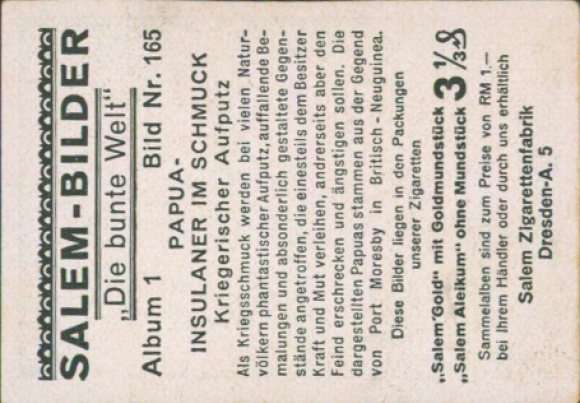 SALEM-BILDER
„Die bunte Welt"
Album 1 Bild Nr. 165
PAPUA-
INSULANER IM SCHMUCK
Kriegerischer Aufputz
Als Kriegsschmuck werden bei vielen Natur-
völkern phantastischer Aufputz, auffallende Be-
malungen und absonderlich gestaltete Gegen-
stände angetroffen, die einesteils dem Besitzer
Kraft und Mut verleihen, andrerseits aber den
Feind erschrecken und ängstigen sollen. Die
dargestellten Papuas stammen aus der Gegend
von Port Moresby in Britisch-Neuguinea.
Diese Bilder liegen in den Packungen
unserer Zigaretten
„Salem Gold" mit Goldmundstück
„Salem Aleikum" ohne Mundstück 3 1/3 ₰
Sammelalben sind zum Preise von RM 1.—
bei Ihrem Händler oder durch uns erhältlich
Salem Zigarettenfabrik
Dresden-A. 5